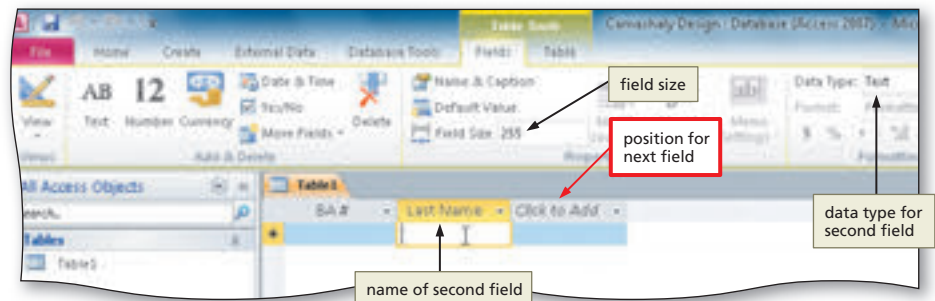 Table Tools
Camashaly Design : Database (Access 2007) - Mic
File
Home
Create
External Data
Database Tools
Fields
Table
View
AB
Text
12
Number
Currency
Date & Time
Yes/No
More Fields
Delete
Name & Caption
Default Value
Field Size 255
field size
Data Type: Text
Format:
$ %
Views
Add & Delete
Formatting
position for
next field
All Access Objects
Search..
Tables
Table1
Table1
BA #
Last Name
Click to Add
data type for
second field
name of second field